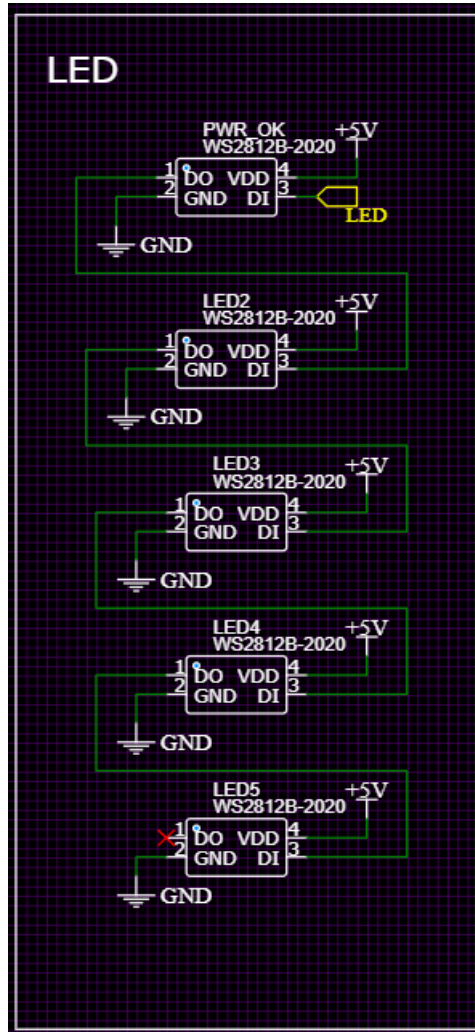 LED
PWR_OK +5V
WS2812B-2020
1 DO VDD 4
2 GND DI 3
LED
GND
LED2 +5V
WS2812B-2020
1 DO VDD 4
2 GND DI 3
GND
LED3 +5V
WS2812B-2020
1 DO VDD 4
2 GND DI 3
GND
LED4 +5V
WS2812B-2020
1 DO VDD 4
2 GND DI 3
GND
LED5 +5V
WS2812B-2020
1 DO VDD 4
2 GND DI 3
GND